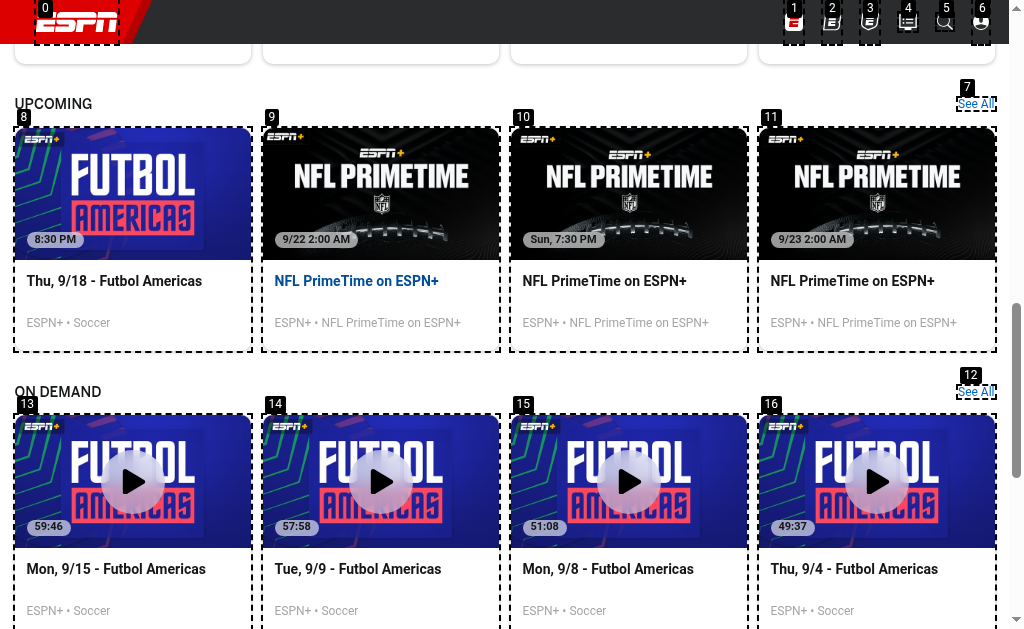 0
ESPN
1
2
3
4
5
6
UPCOMING
7
See All
8
ESPN+
FUTBOL
AMERICAS
8:30 PM
Thu, 9/18 - Futbol Americas
ESPN+ • Soccer
9
ESPN+
ESPN+
NFL PRIMETIME
NFL
9/22 2:00 AM
NFL PrimeTime on ESPN+
ESPN+ • NFL PrimeTime on ESPN+
10
ESPN+
ESPN+
NFL PRIMETIME
NFL
Sun, 7:30 PM
NFL PrimeTime on ESPN+
ESPN+ • NFL PrimeTime on ESPN+
11
ESPN+
ESPN+
NFL PRIMETIME
NFL
9/23 2:00 AM
NFL PrimeTime on ESPN+
ESPN+ • NFL PrimeTime on ESPN+
ON DEMAND
12
See All
13
ESPN+
FUTBOL
AMERICAS
59:46
Mon, 9/15 - Futbol Americas
ESPN+ • Soccer
14
ESPN+
FUTBOL
AMERICAS
57:58
Tue, 9/9 - Futbol Americas
ESPN+ • Soccer
15
ESPN+
FUTBOL
AMERICAS
51:08
Mon, 9/8 - Futbol Americas
ESPN+ • Soccer
16
ESPN+
FUTBOL
AMERICAS
49:37
Thu, 9/4 - Futbol Americas
ESPN+ • Soccer